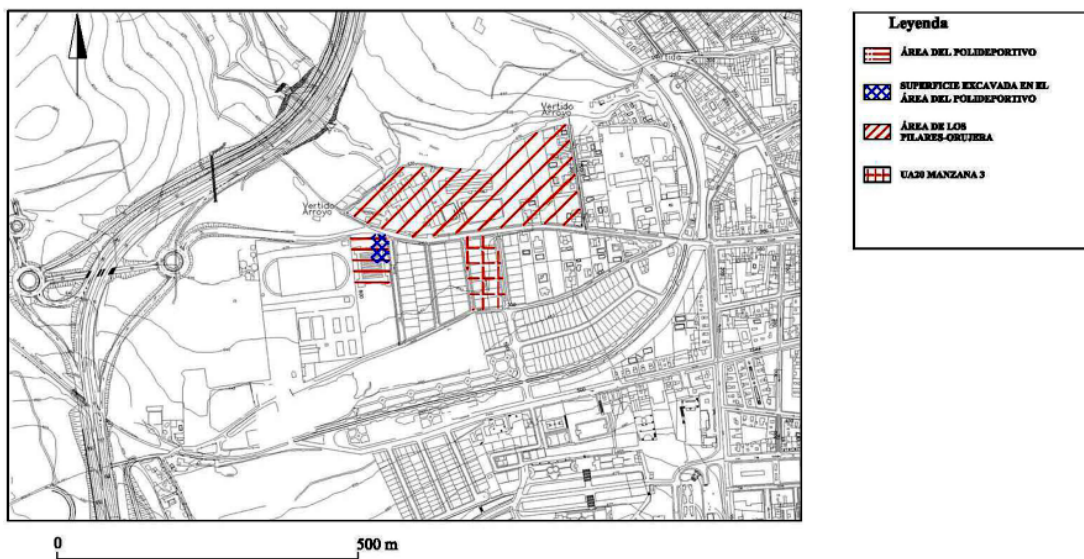 Leyenda
ÁREA DEL POLIDEPORTIVO
SUPERFICIE EXCAVADA EN EL
ÁREA DEL POLIDEPORTIVO
ÁREA DE LOS
PILARES-ORUJERA
UA20 MANZANA 3
Vertido
Vertido
Arroyo
Vertido
Arroyo
0 500 m